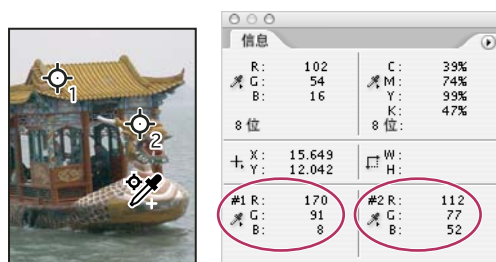 1
2
信息
R: 102 C: 39%
G: 54 M: 74%
B: 16 Y: 99%
K: 47%
8 位 8 位:
X: 15.649 W:
Y: 12.042 H:
#1 R: 170 #2 R: 112
G: 91 G: 77
B: 8 B: 52